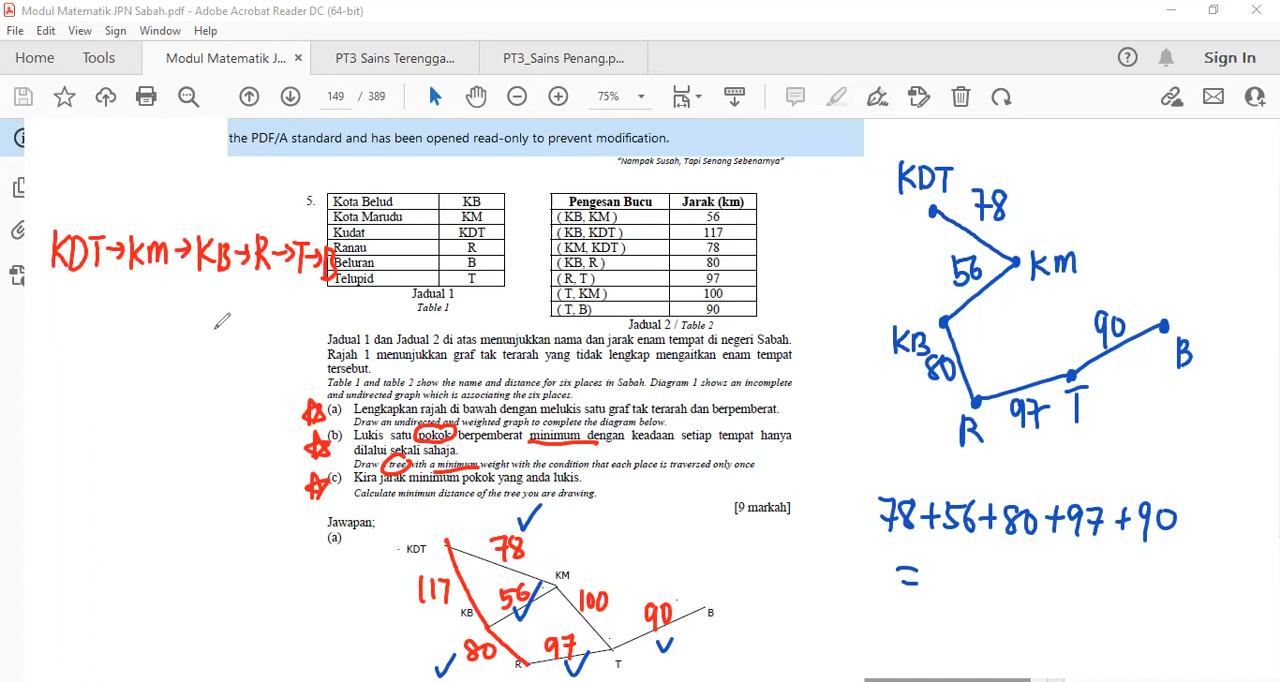 Modul Matematik JPN Sabah.pdf - Adobe Acrobat Reader DC (64-bit)
File Edit View Sign Window Help
Home Tools Modul Matematik J... × PT3 Sains Terengga... PT3_Sains Penang.p... Sign In
149 / 389 75%
the PDF/A standard and has been opened read-only to prevent modification.
"Nampak Susah, Tapi Senang Sebenarnya"
5.
Kota Belud KB
Kota Marudu KM
Kudat KDT
Ranau R
Beluran B
Telupid T
Jadual 1
Table 1
Pengesan Bucu Jarak (km)
( KB, KM ) 56
( KB, KDT ) 117
( KM, KDT ) 78
( KB, R ) 80
( R, T ) 97
( T, KM ) 100
( T, B) 90
Jadual 2 / Table 2
KDT→KM→KB→R→T→B
Jadual 1 dan Jadual 2 di atas menunjukkan nama dan jarak enam tempat di negeri Sabah.
Rajah 1 menunjukkan graf tak terarah yang tidak lengkap mengaitkan enam tempat
tersebut.
Table 1 and table 2 show the name and distance for six places in Sabah. Diagram 1 shows an incomplete
and undirected graph which is associating the six places.
(a) Lengkapkan rajah di bawah dengan melukis satu graf tak terarah dan berpemberat.
Draw an undirected and weighted graph to complete the diagram below.
(b) Lukis satu pokok berpemberat minimum dengan keadaan setiap tempat hanya
dilalui sekali sahaja.
Draw tree with a minimum weight with the condition that each place is traversed only once
(c) Kira jarak minimum pokok yang anda lukis.
Calculate minimun distance of the tree you are drawing.
[9 markah]
Jawapan;
(a)
KDT 78
KM
117 56 100
KB 90 B
80 97
R T
KDT 78
56 KM
KB 90 B
80
R 97 T
78+56+80+97+90
=